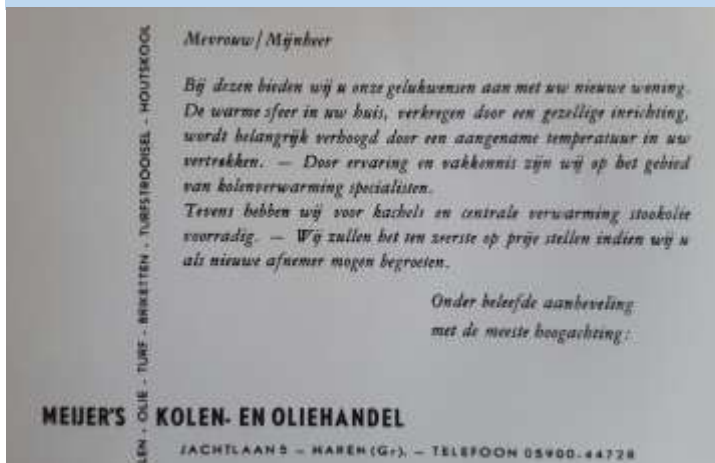 Mevrouw/Mijnheer
Bij dezen bieden wij u onze gelukwensen aan met uw nieuwe woning.
De warme sfeer in uw huis, verkregen door een gezellige inrichting,
wordt belangrijk verhoogd door een aangename temperatuur in uw
vertrekken. — Door ervaring en vakkennis zijn wij op het gebied
van kolenverwarming specialisten.
Tevens hebben wij voor kachels en centrale verwarming stookolie
voorradig. — Wij zullen het ten zeerste op prijs stellen indien wij u
als nieuwe afnemer mogen begroeten.
Onder beleefde aanbeveling
met de meeste hoogachting:
LEN - OLIE - TURF - BRIKETTEN - TURFSTROOISEL - HOUTSKOOL
MEIJER'S KOLEN- EN OLIEHANDEL
JACHTLAAN 5 — HAREN (Gr). — TELEFOON 05900-44728